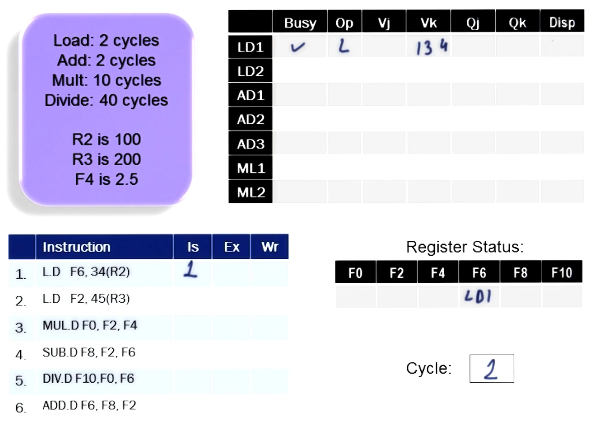 Load: 2 cycles
Add: 2 cycles
Mult: 10 cycles
Divide: 40 cycles
R2 is 100
R3 is 200
F4 is 2.5
Busy Op Vj Vk Qj Qk Disp
LD1 ✓ L 134
LD2
AD1
AD2
AD3
ML1
ML2
Instruction Is Ex Wr
1. L.D F6, 34(R2) 1
2. L.D F2, 45(R3)
3. MUL.D F0, F2, F4
4. SUB.D F8, F2, F6
5. DIV.D F10,F0, F6
6. ADD.D F6, F8, F2
Register Status:
F0 F2 F4 F6 F8 F10
LD1
Cycle: 2